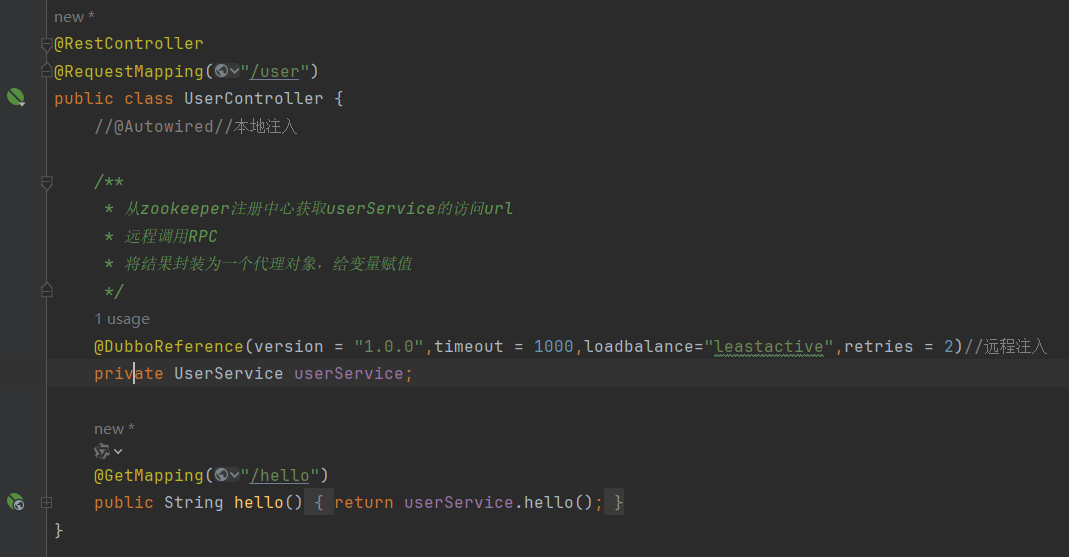 new *
@RestController
@RequestMapping("/user")
public class UserController {
//@Autowired//本地注入
/**
* 从zookeeper注册中心获取userService的访问url
* 远程调用RPC
* 将结果封装为一个代理对象，给变量赋值
*/
1 usage
@DubboReference(version = "1.0.0",timeout = 1000,loadbalance="leastactive",retries = 2)//远程注入
private UserService userService;
new *
@GetMapping("/hello")
public String hello() { return userService.hello(); }
}